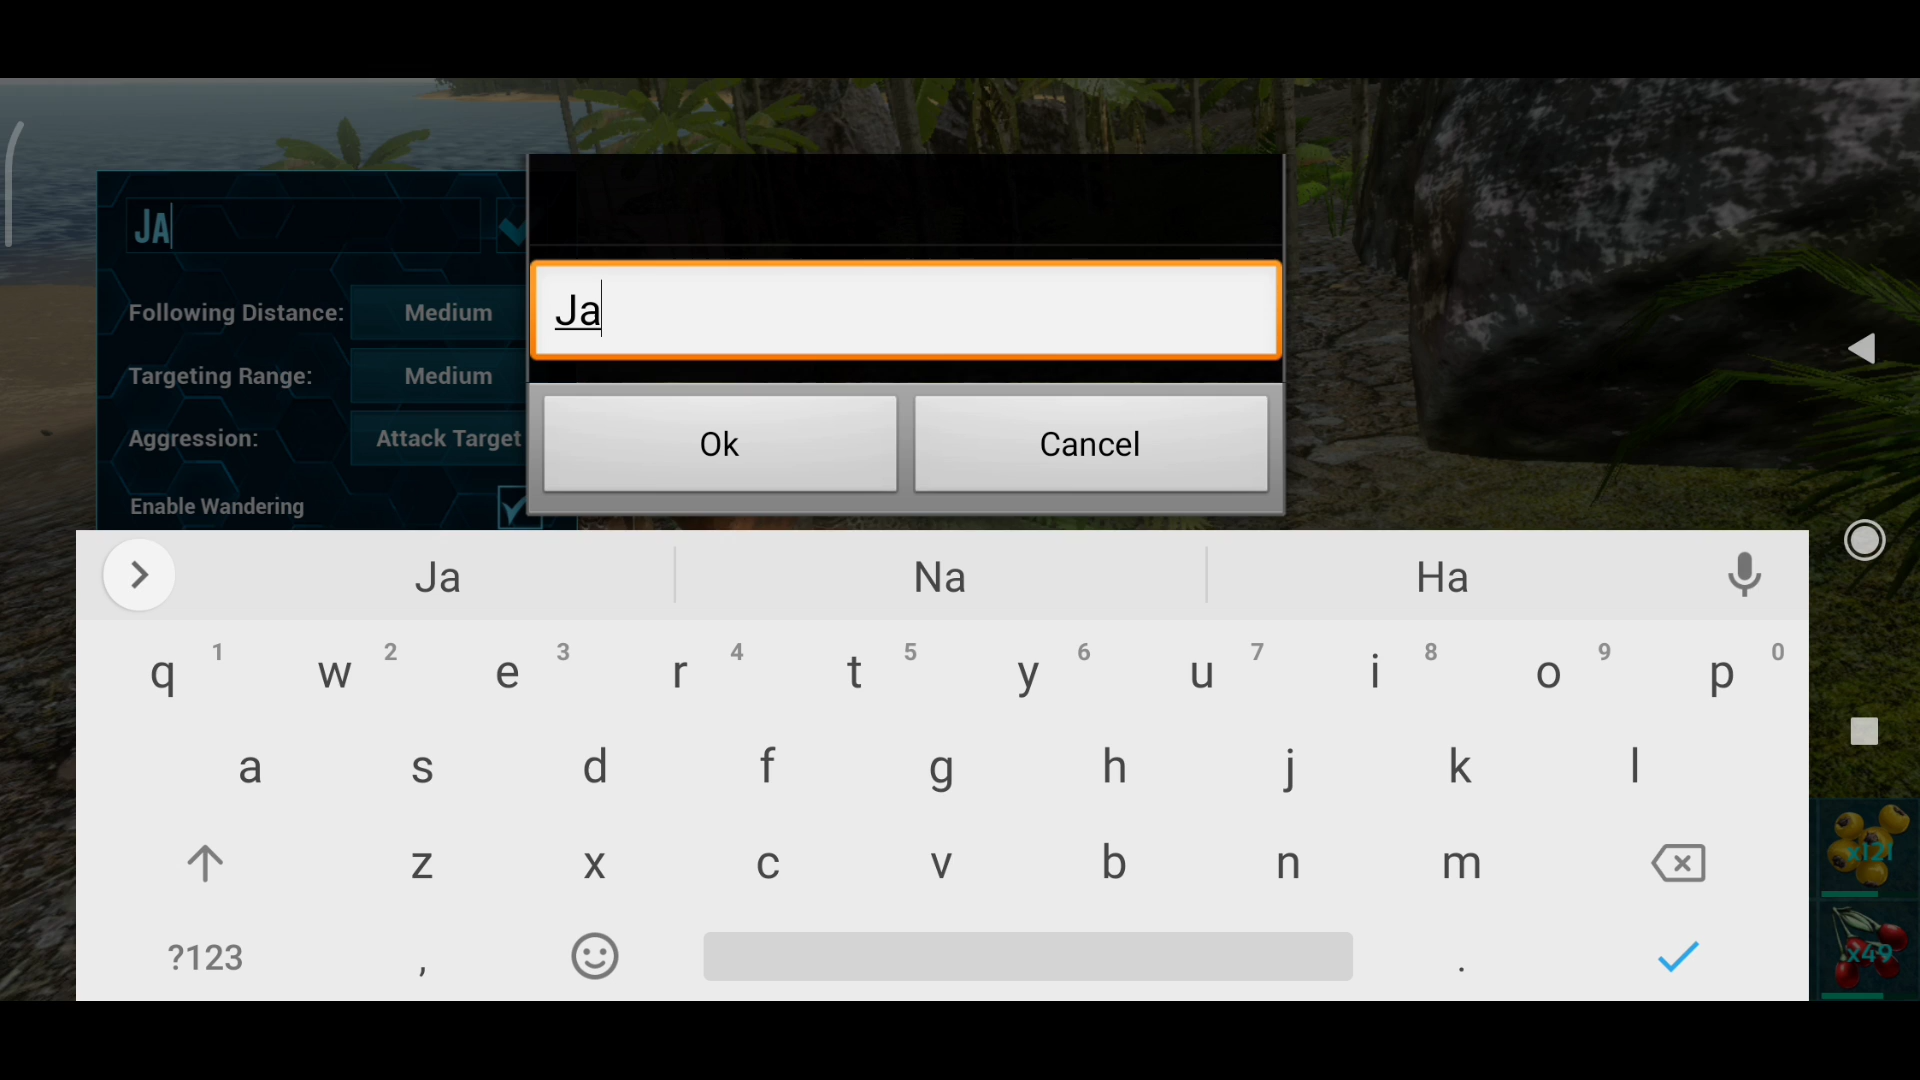 JA
Following Distance: Medium
Targeting Range: Medium
Aggression: Attack Target
Enable Wandering
Ja
Ok Cancel
Ja Na Ha
q 1 w 2 e 3 r 4 t 5 y 6 u 7 i 8 o 9 p 0
a s d f g h j k l
z x c v b n m
?123 , .
x121
x49